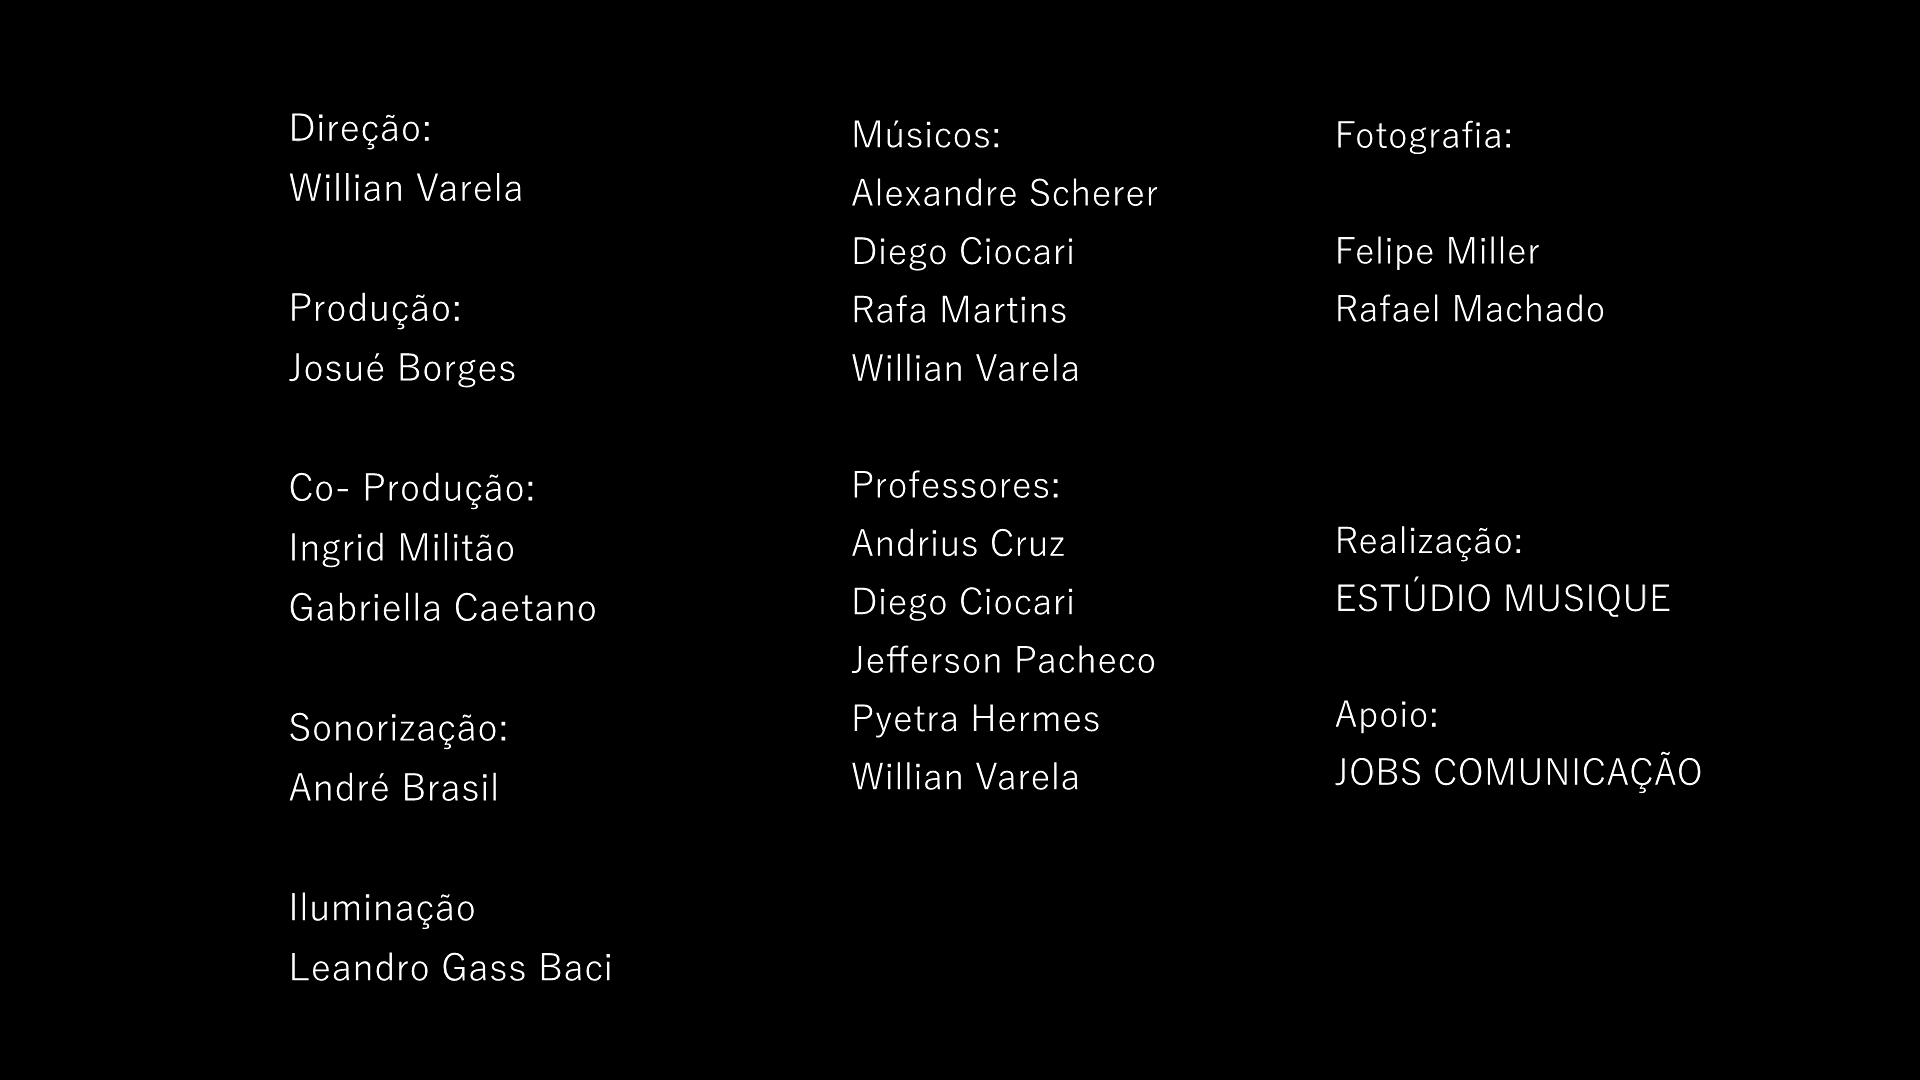 Direção:
Willian Varela
Produção:
Josué Borges
Co- Produção:
Ingrid Militão
Gabriella Caetano
Sonorização:
André Brasil
Iluminação
Leandro Gass Baci
Músicos:
Alexandre Scherer
Diego Ciocari
Rafa Martins
Willian Varela
Professores:
Andrius Cruz
Diego Ciocari
Jefferson Pacheco
Pyetra Hermes
Willian Varela
Fotografia:
Felipe Miller
Rafael Machado
Realização:
ESTÚDIO MUSIQUE
Apoio:
JOBS COMUNICAÇÃO